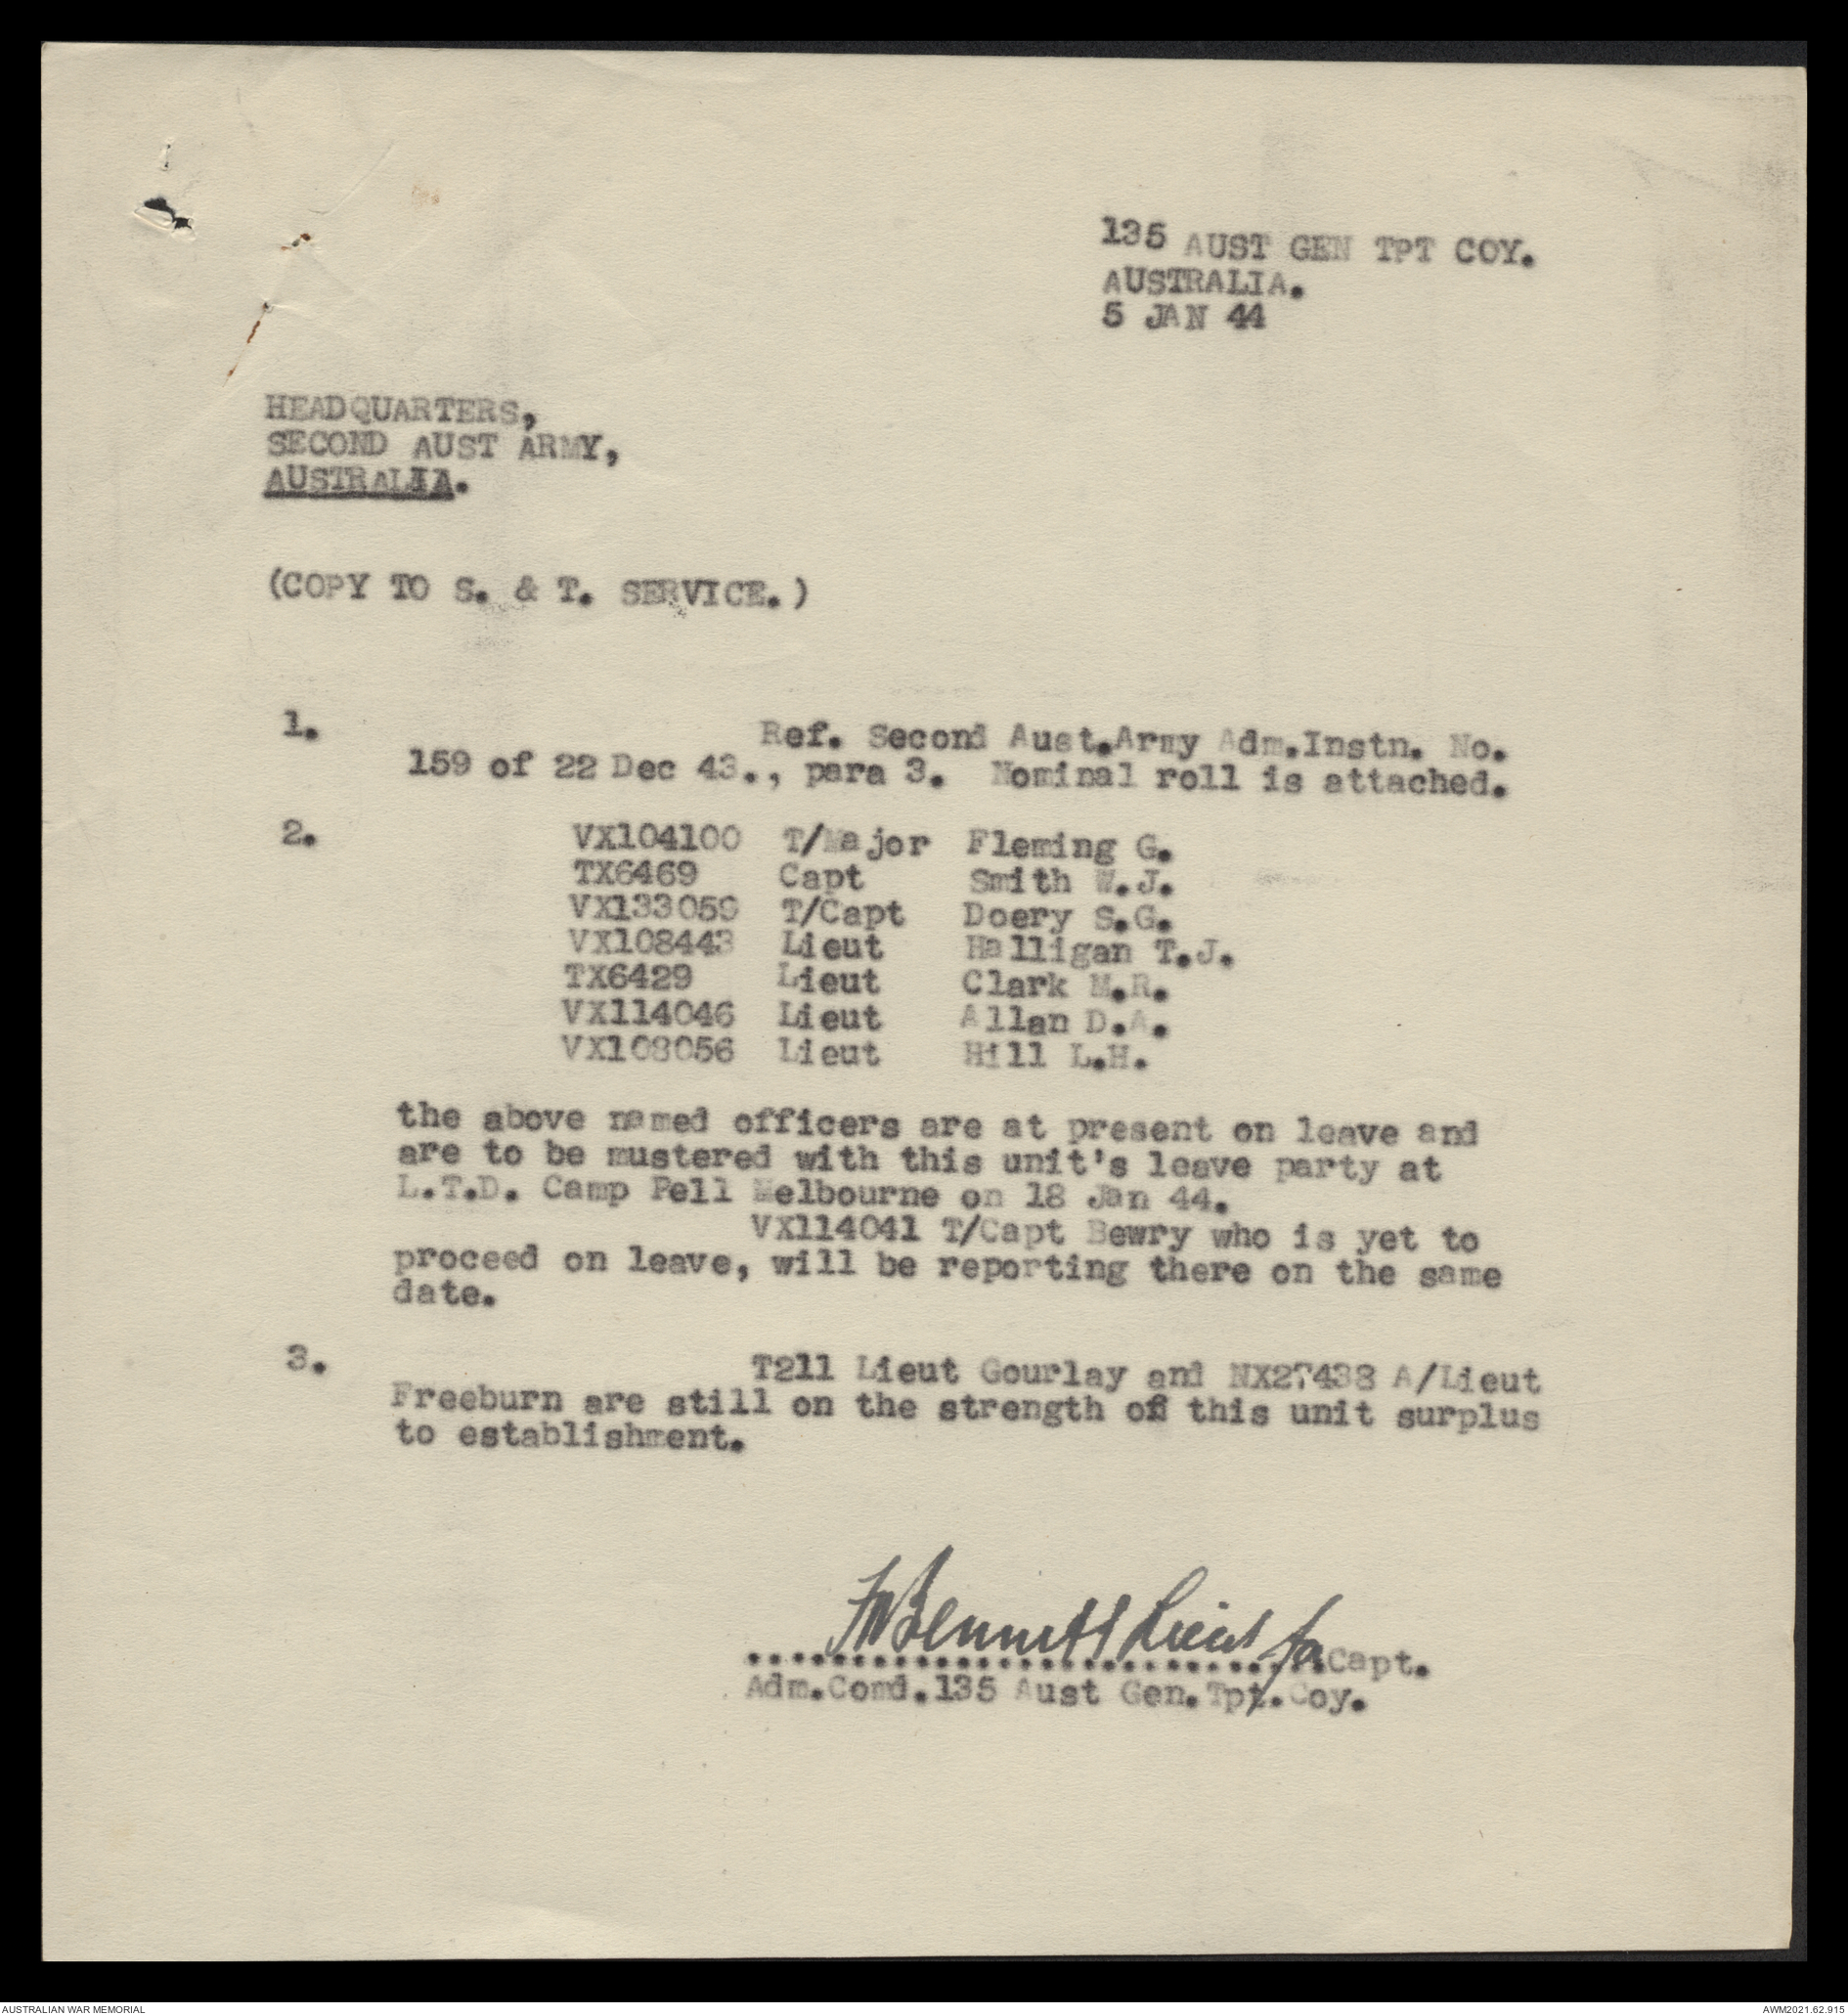 135 AUST GEN TPT COY.
AUSTRALIA.
5 JAN 44
HEADQUARTERS,
SECOND AUST ARMY,
AUSTRALIA.
(COPY TO S. & T. SERVICE.)
1. Ref. Second Aust.Army Adm.Instn. No.
159 of 22 Dec 43., para 3. Nominal roll is attached.
2. VX104100 T/Major Fleming G.
TX6469 Capt Smith W.J.
VX133059 T/Capt Doery S.G.
VX108443 Lieut Halligan T.J.
TX6429 Lieut Clark M.R.
VX114046 Lieut Allan D.A.
VX108056 Lieut Hill L.H.
the above named officers are at present on leave and
are to be mustered with this unit's leave party at
L.T.D. Camp Pell Melbourne on 18 Jan 44.
VX114041 T/Capt Bewry who is yet to
proceed on leave, will be reporting there on the same
date.
3. T211 Lieut Gourlay and NX27438 A/Lieut
Freeburn are still on the strength of this unit surplus
to establishment.
Bennett Lieut for
..............................Capt.
Adm.Comd.135 Aust Gen.Tpt.Coy.
AUSTRALIAN WAR MEMORIAL
AWM2021.62.915